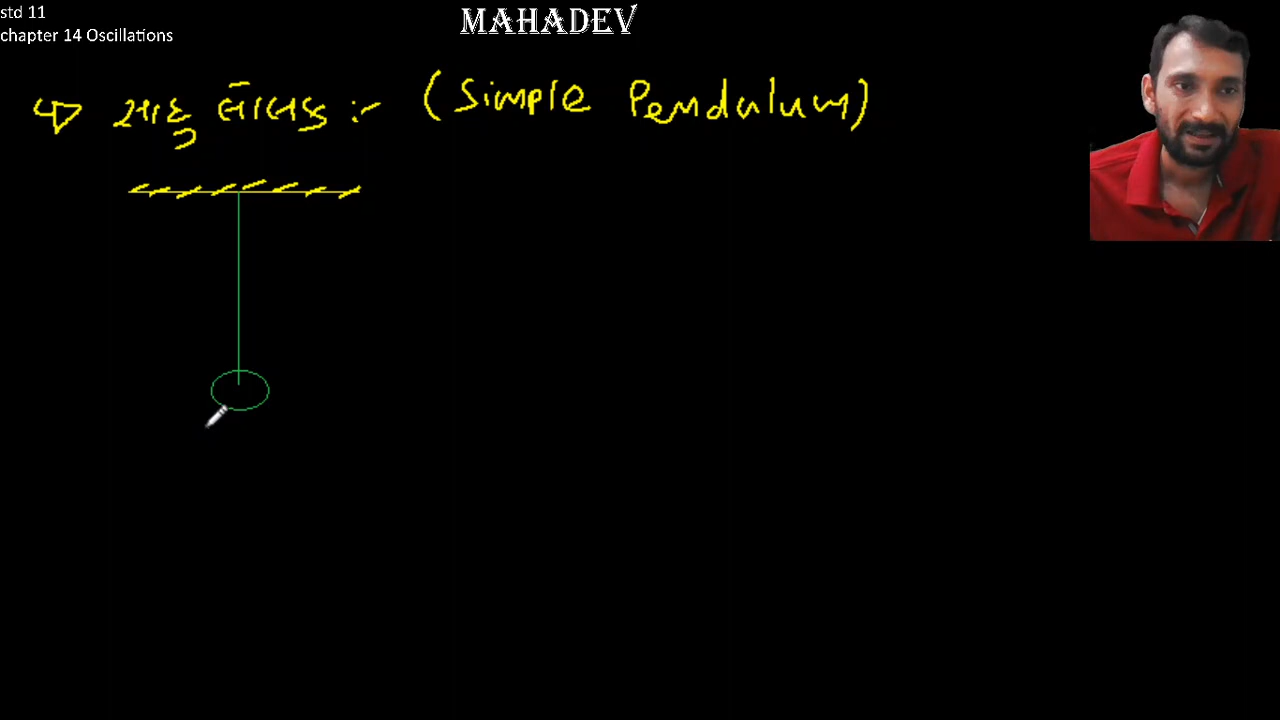 std 11
chapter 14 Oscillations
MAHADEV
સાદુ લોલક :- (Simple Pendulum)